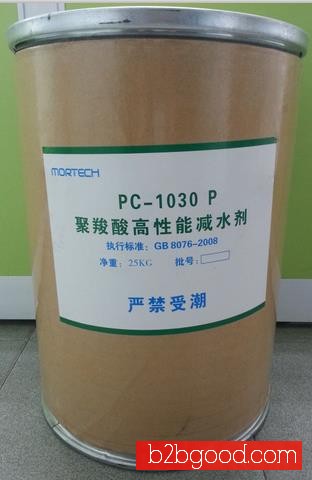 MORTECH
PC-1030 P
聚羧酸高性能减水剂
执行标准：GB 8076-2008
净重：25KG 批号：
严禁受潮
b2bgood.com